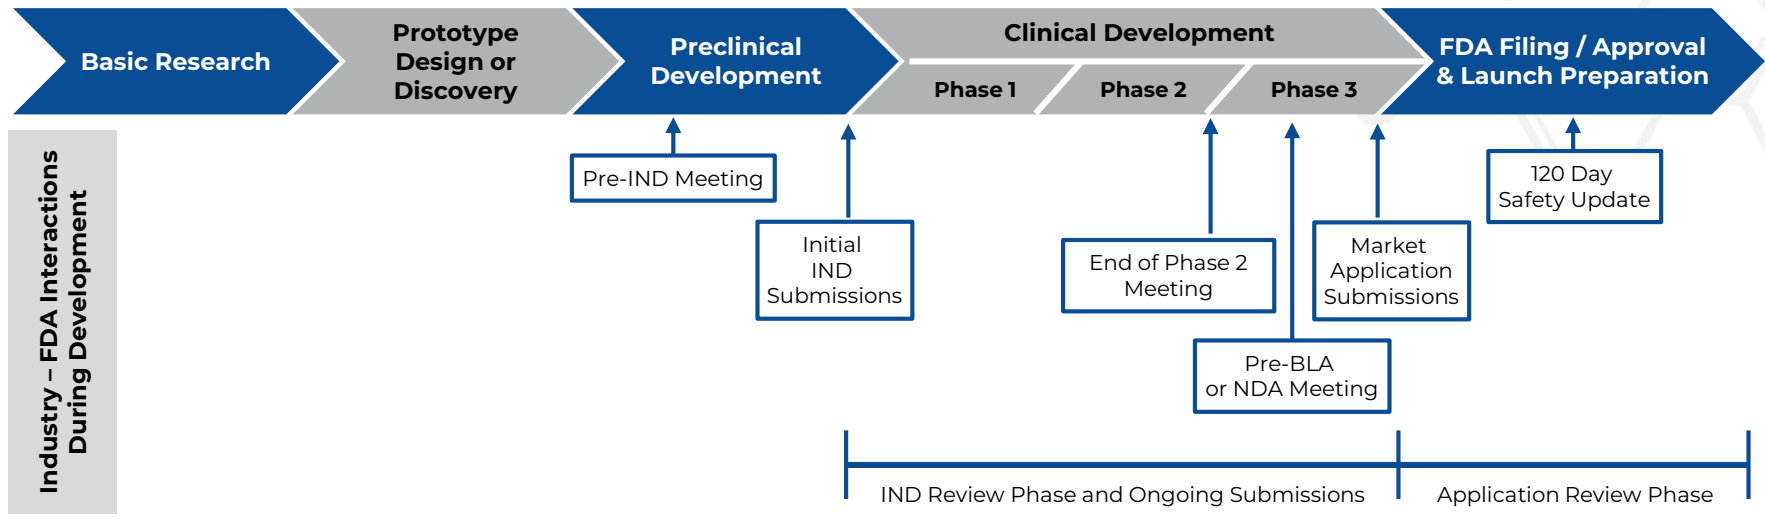 Basic Research
Prototype
Design or
Discovery
Preclinical
Development
Clinical Development
Phase 1
Phase 2
Phase 3
FDA Filing / Approval
& Launch Preparation
Industry – FDA Interactions
During Development
Pre-IND Meeting
Initial
IND
Submissions
End of Phase 2
Meeting
Pre-BLA
or NDA Meeting
Market
Application
Submissions
120 Day
Safety Update
IND Review Phase and Ongoing Submissions
Application Review Phase